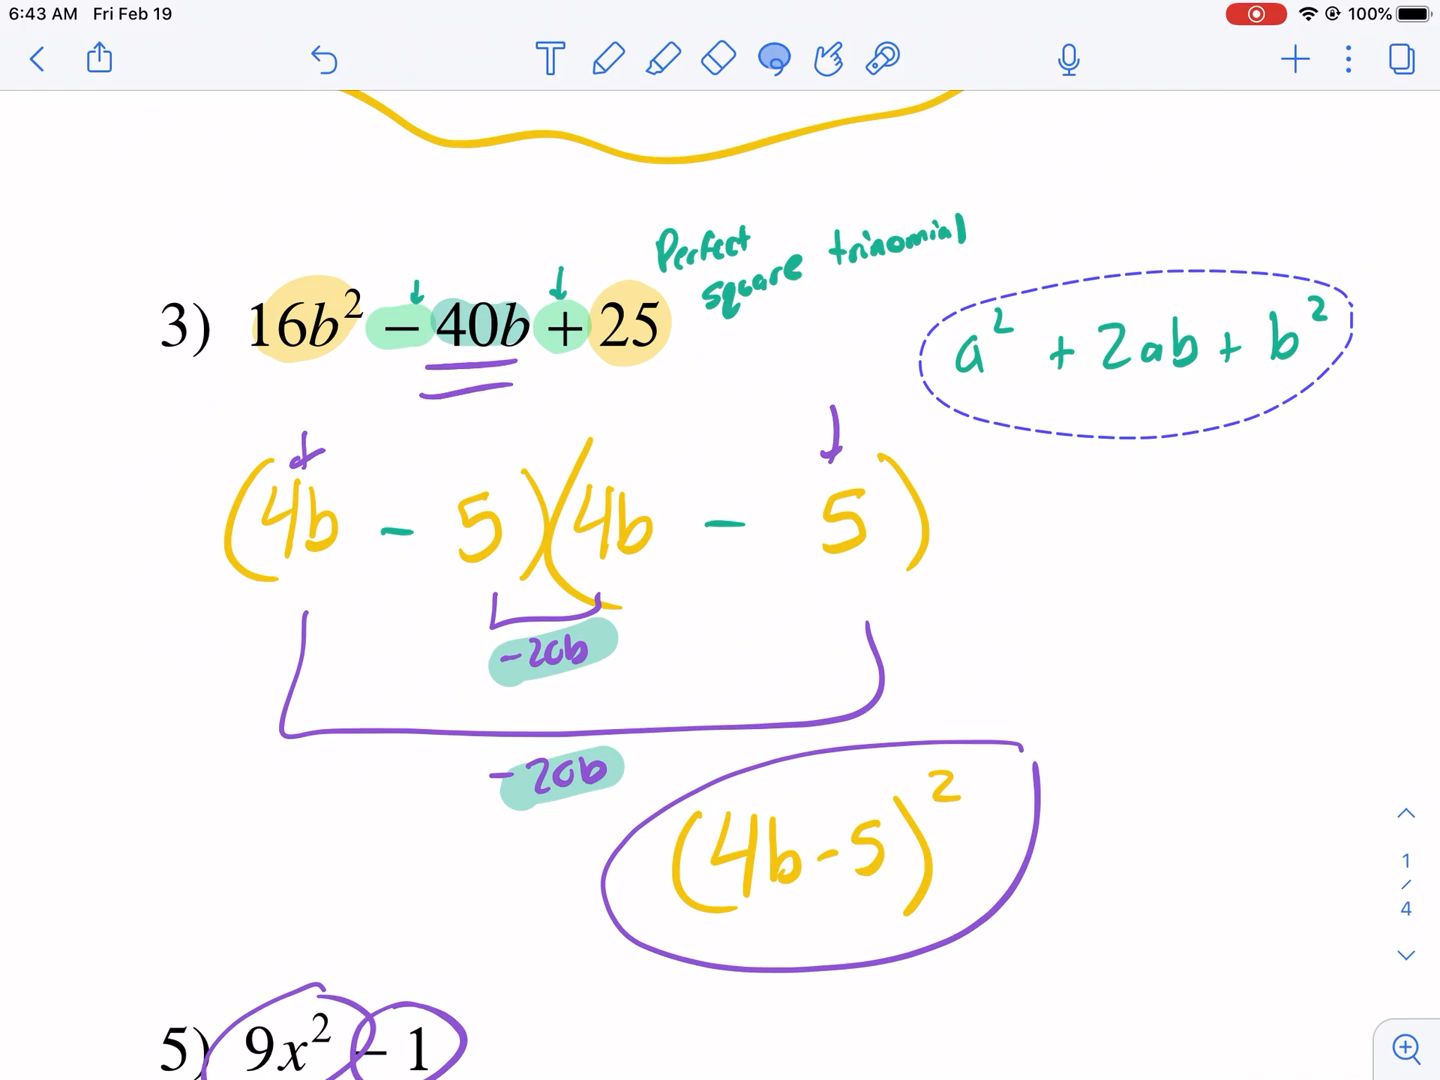 6:43 AM Fri Feb 19 100%
Perfect
square trinomial
3) 16b² − 40b + 25
a² + 2ab + b²
(4b - 5)(4b - 5)
-20b
-20b
(4b-5)²
1
/
4
5) 9x² − 1